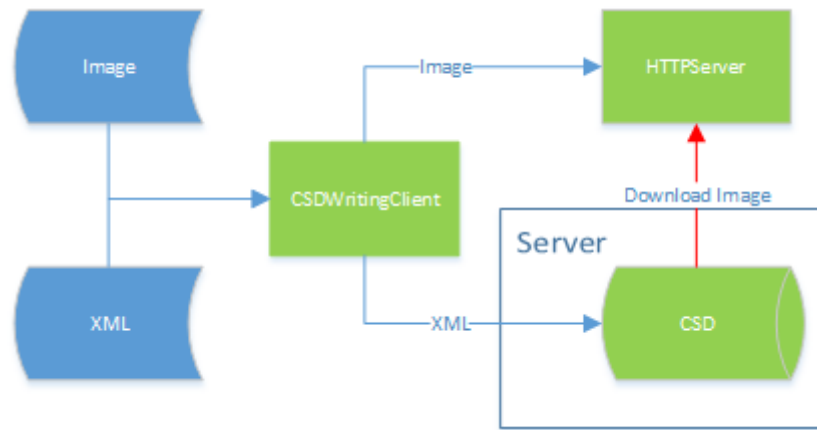 Image
Image
HTTPServer
CSDWritingClient
Download Image
Server
XML
XML
CSD